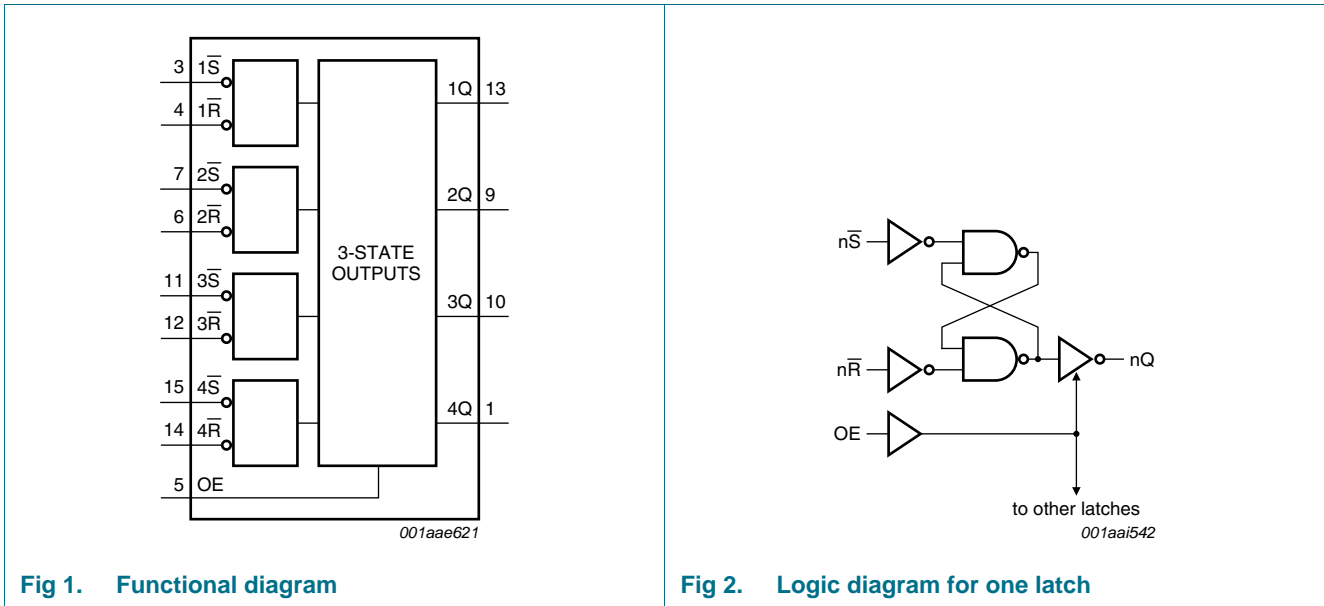 3 1S̅
4 1R̅
7 2S̅
6 2R̅
11 3S̅
12 3R̅
15 4S̅
14 4R̅
5 OE
3-STATE
OUTPUTS
1Q 13
2Q 9
3Q 10
4Q 1
001aae621
Fig 1. Functional diagram
nS̅
nR̅
OE
nQ
to other latches
001aai542
Fig 2. Logic diagram for one latch